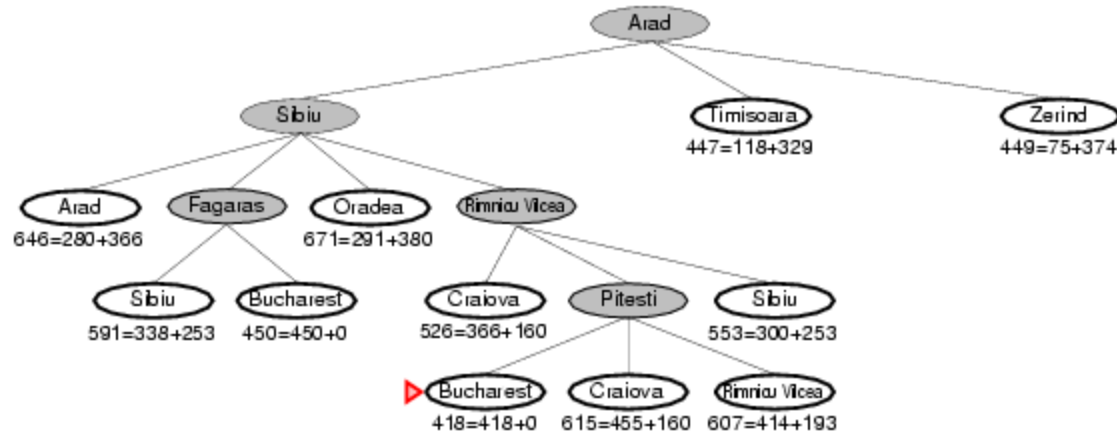 Arad
Sibiu
Timisoara
Zerind
447=118+329
449=75+374
Arad
Fagaras
Oradea
Rimnicu Vilcea
646=280+366
671=291+380
Sibiu
Bucharest
Craiova
Pitesti
Sibiu
591=338+253
450=450+0
526=366+160
553=300+253
Bucharest
Craiova
Rimnicu Vilcea
418=418+0
615=455+160
607=414+193